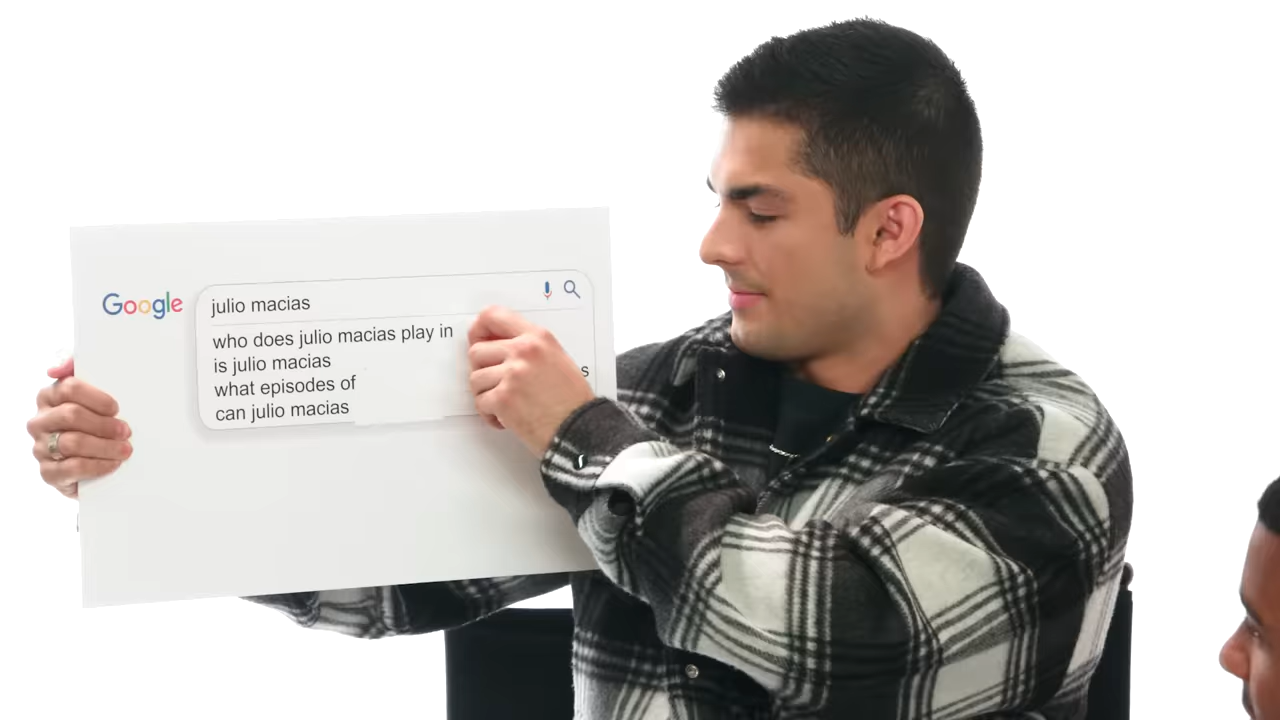 Google
julio macias
who does julio macias play in
is julio macias
what episodes of
s
can julio macias